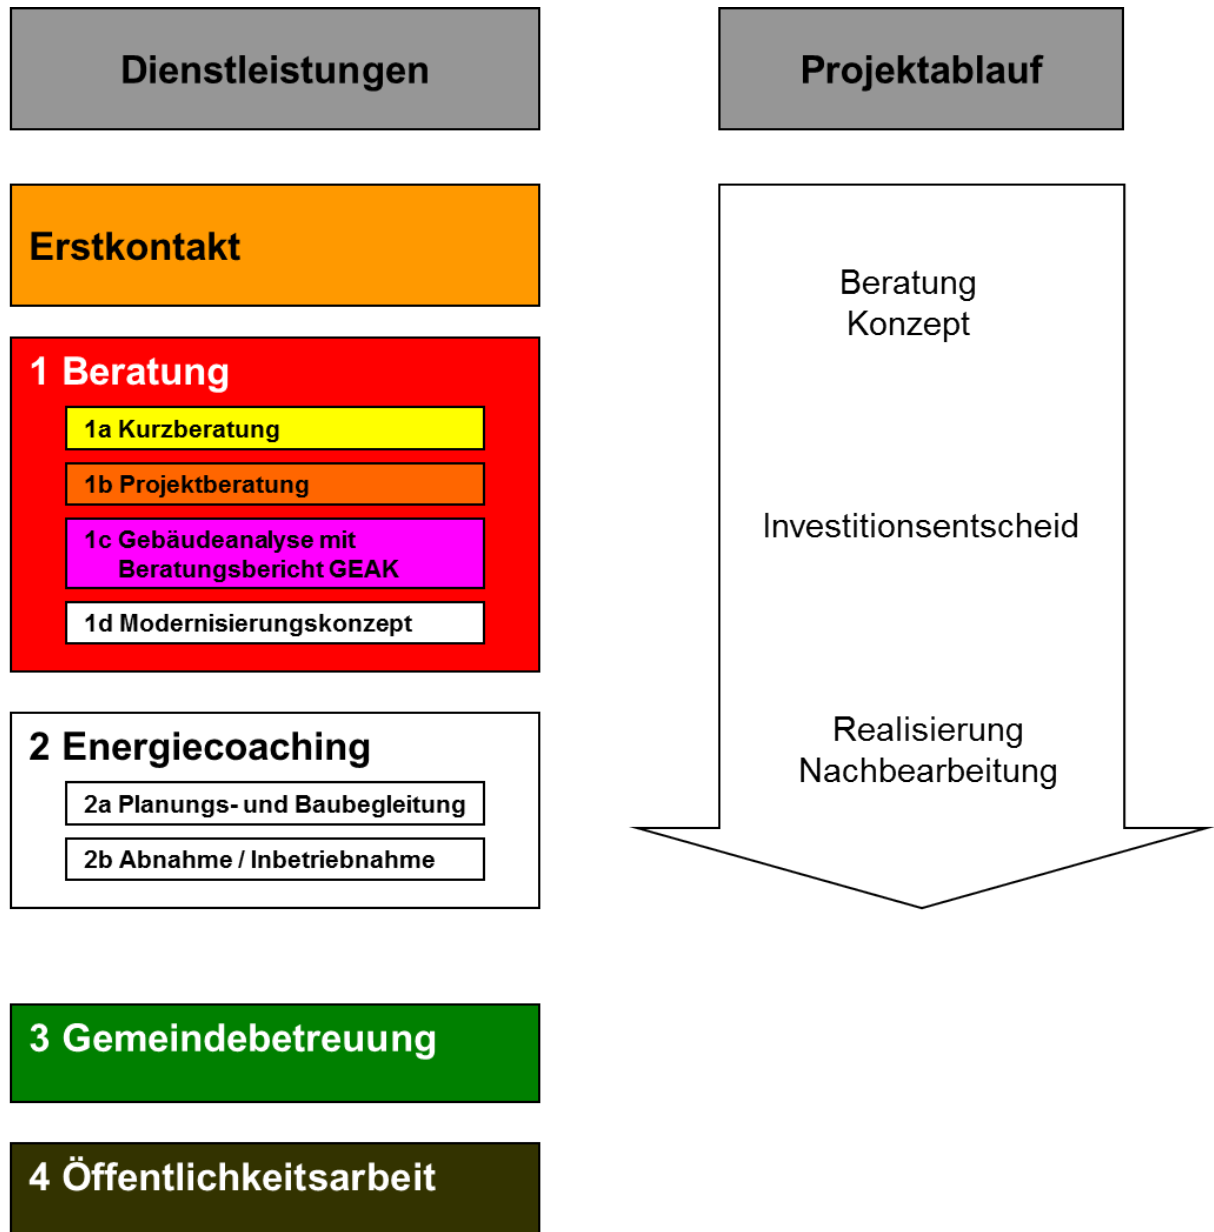 Dienstleistungen
Projektablauf
Erstkontakt
1 Beratung
1a Kurzberatung
1b Projektberatung
1c Gebäudeanalyse mit
Beratungsbericht GEAK
1d Modernisierungskonzept
2 Energiecoaching
2a Planungs- und Baubegleitung
2b Abnahme / Inbetriebnahme
3 Gemeindebetreuung
4 Öffentlichkeitsarbeit
Beratung
Konzept
Investitionsentscheid
Realisierung
Nachbearbeitung